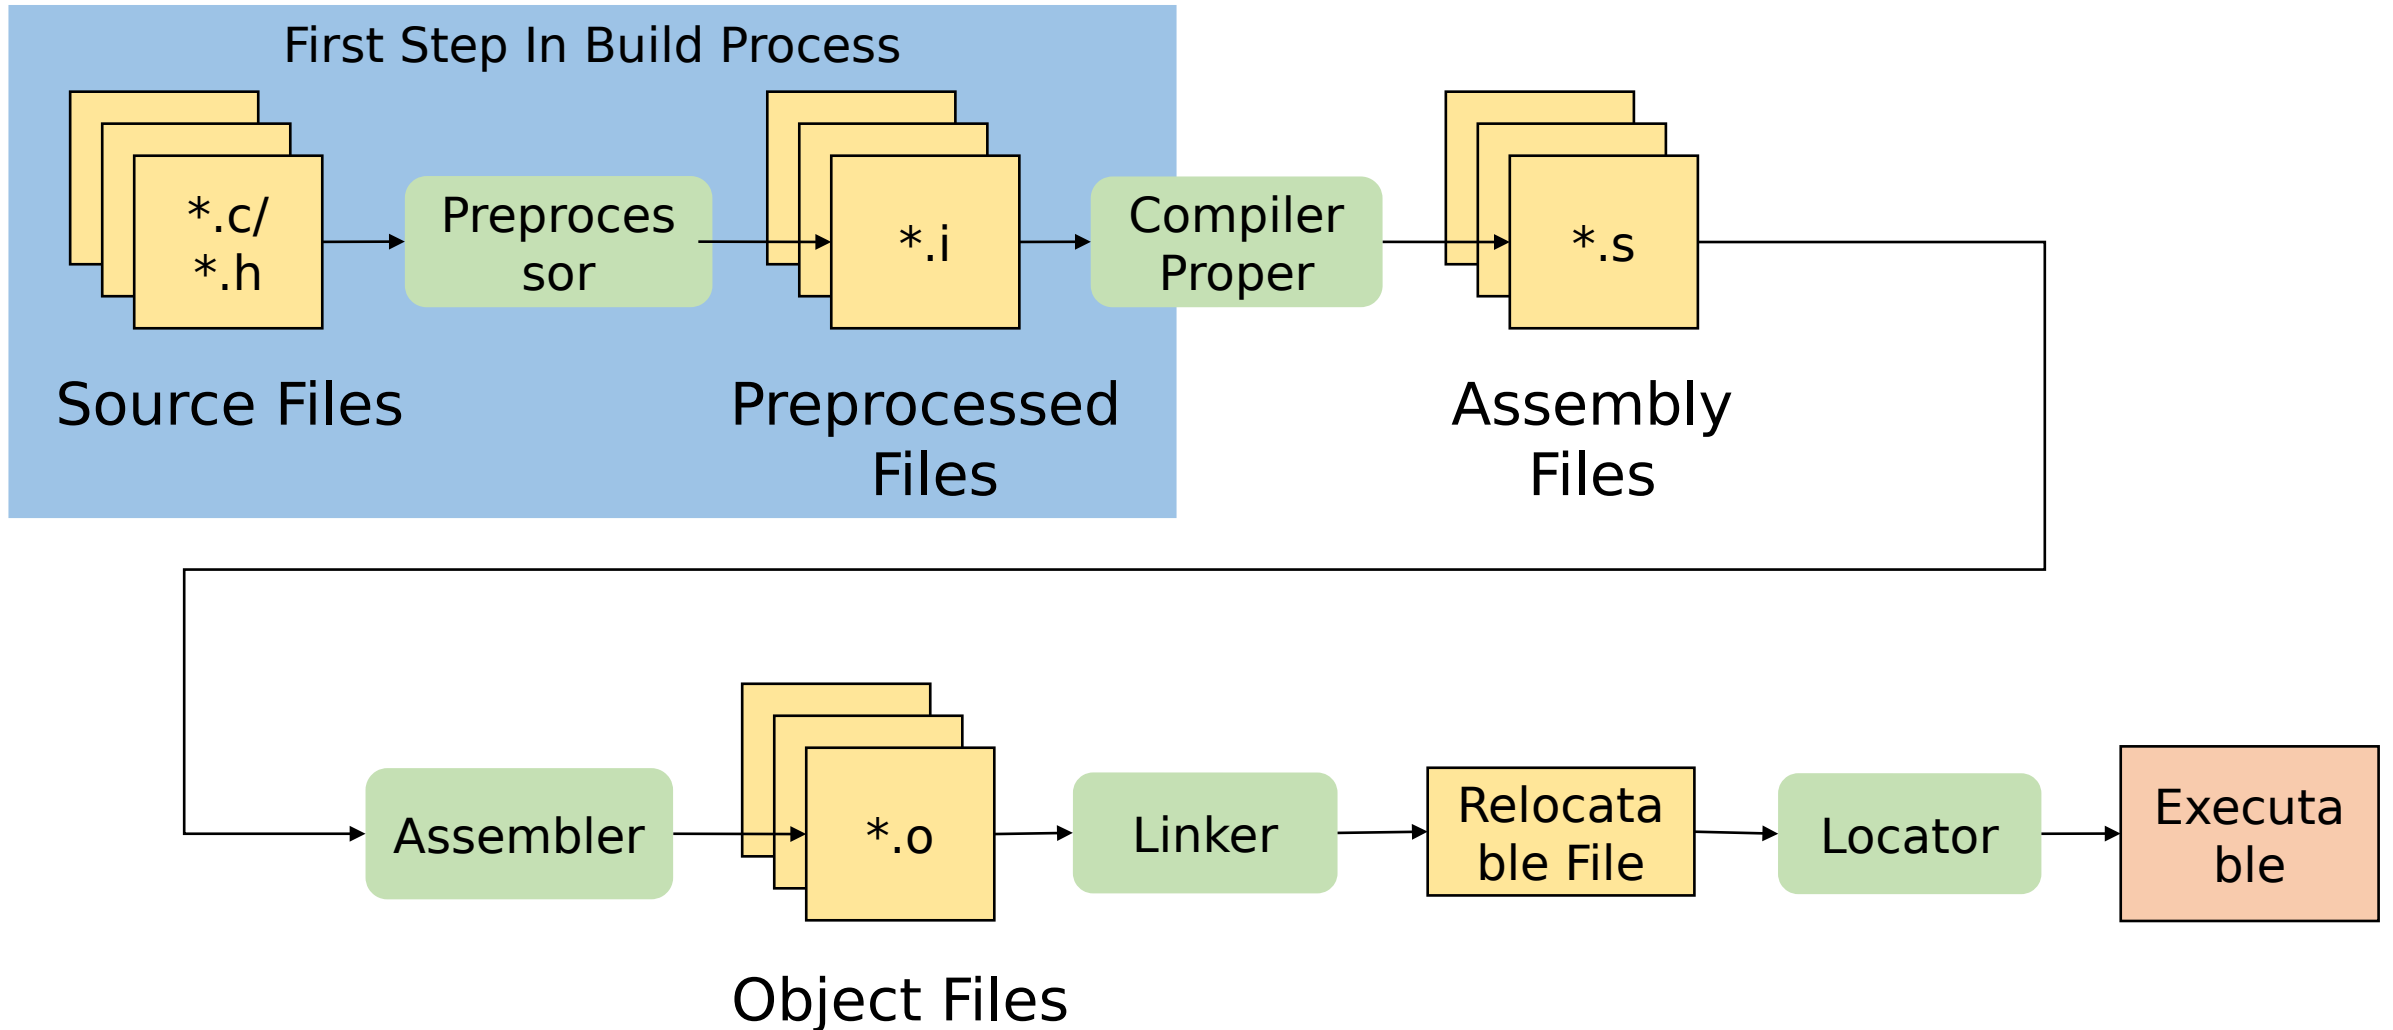 First Step In Build Process
*.c/
*.h
Preproces
sor
*.i
Compiler
Proper
*.s
Source Files
Preprocessed
Files
Assembly
Files
Assembler
*.o
Linker
Relocata
ble File
Locator
Executa
ble
Object Files